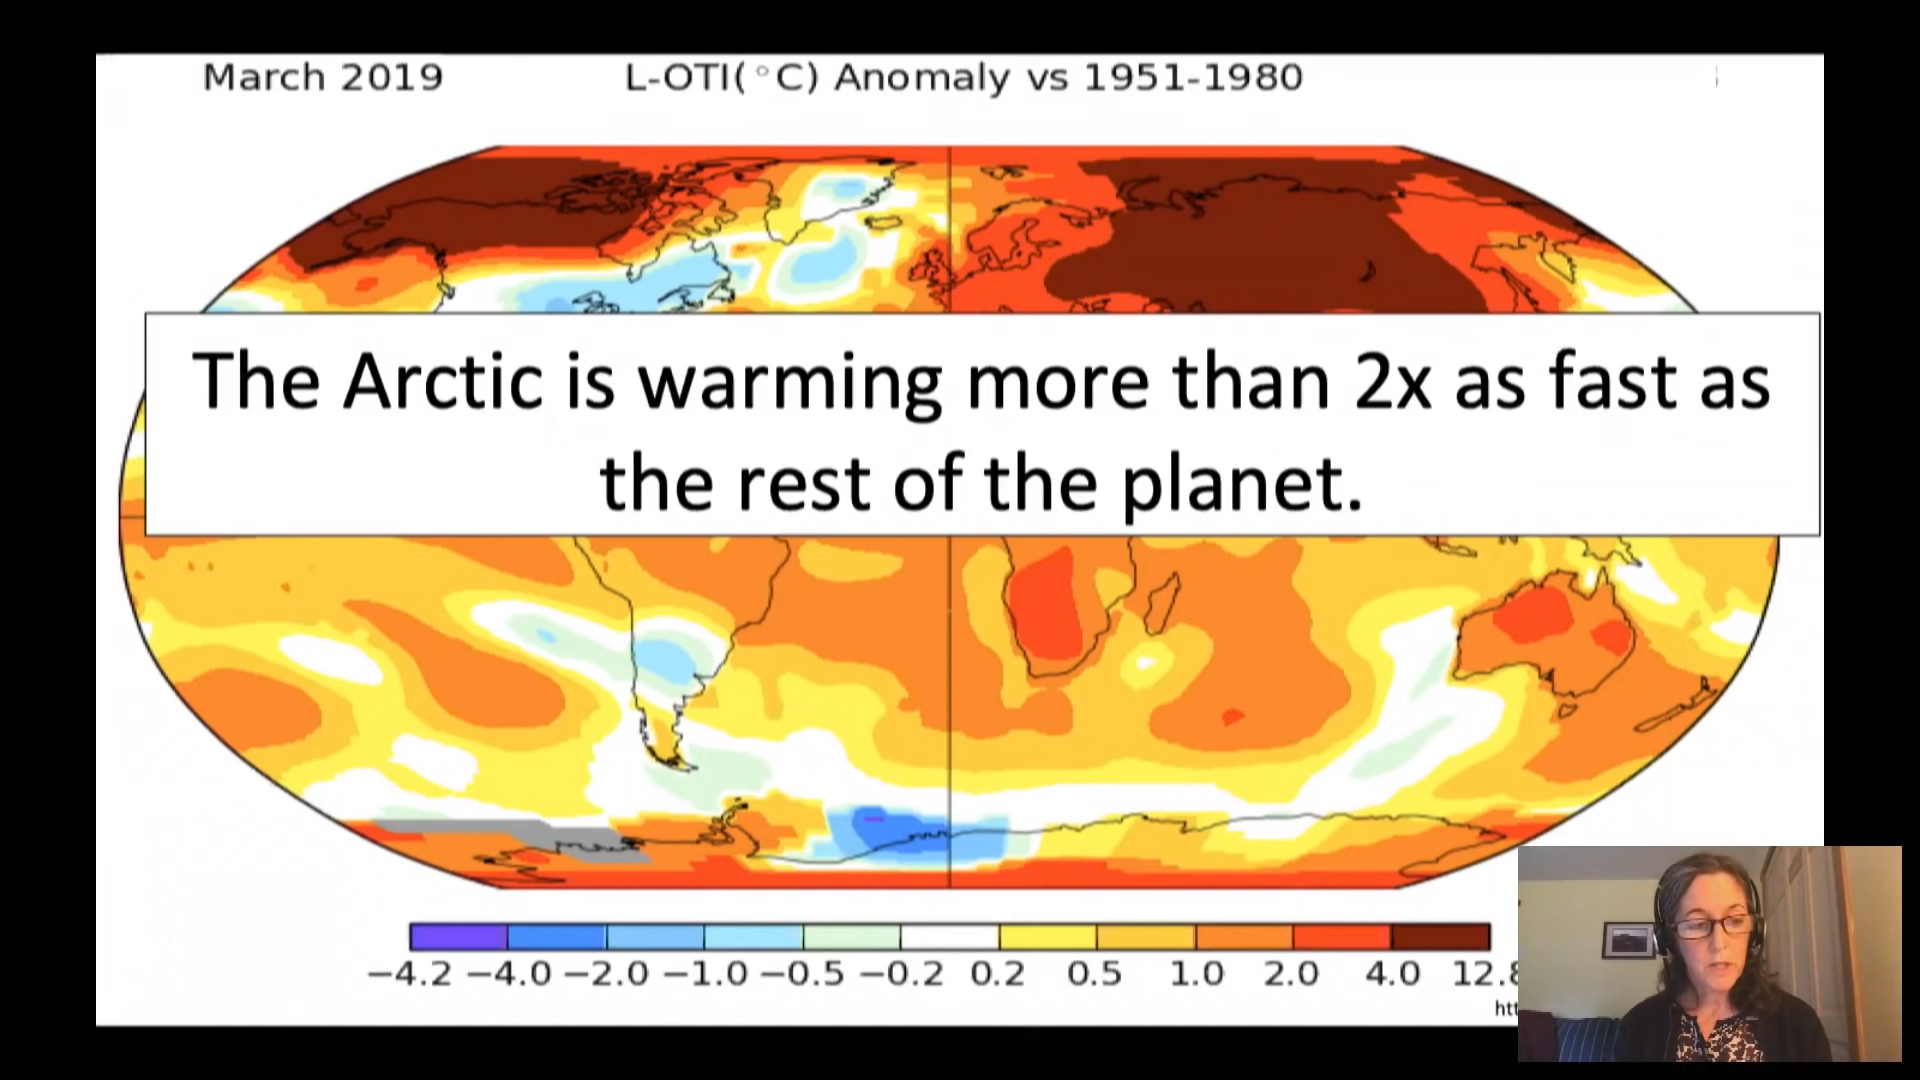 March 2019 L-OTI(°C) Anomaly vs 1951-1980
The Arctic is warming more than 2x as fast as
the rest of the planet.
−4.2 −4.0 −2.0 −1.0 −0.5 −0.2 0.2 0.5 1.0 2.0 4.0 12.8